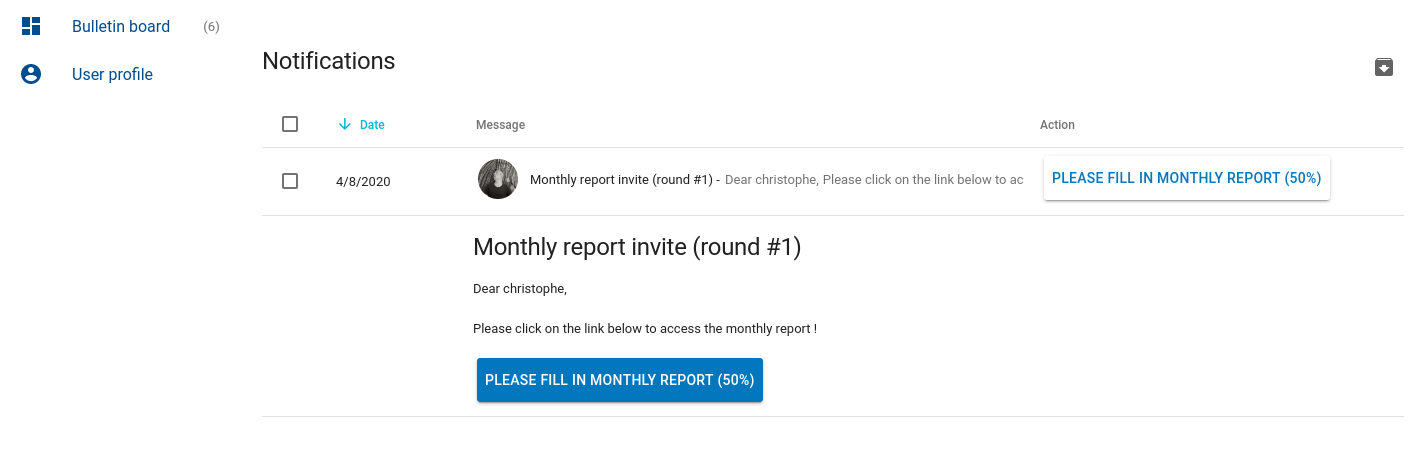 Bulletin board (6)
User profile
Notifications
Date Message Action
4/8/2020 Monthly report invite (round #1) - Dear christophe, Please click on the link below to ac PLEASE FILL IN MONTHLY REPORT (50%)
Monthly report invite (round #1)
Dear christophe,
Please click on the link below to access the monthly report !
PLEASE FILL IN MONTHLY REPORT (50%)